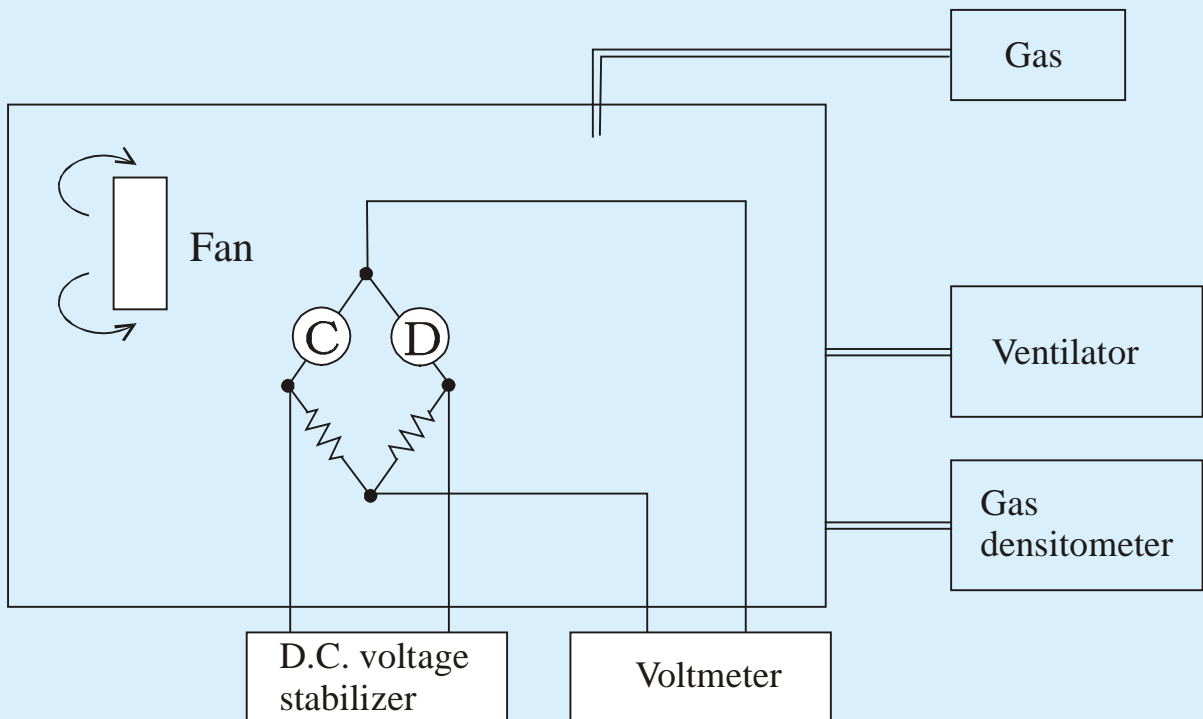 Gas
Fan
C
D
Ventilator
Gas
densitometer
D.C. voltage
stabilizer
Voltmeter